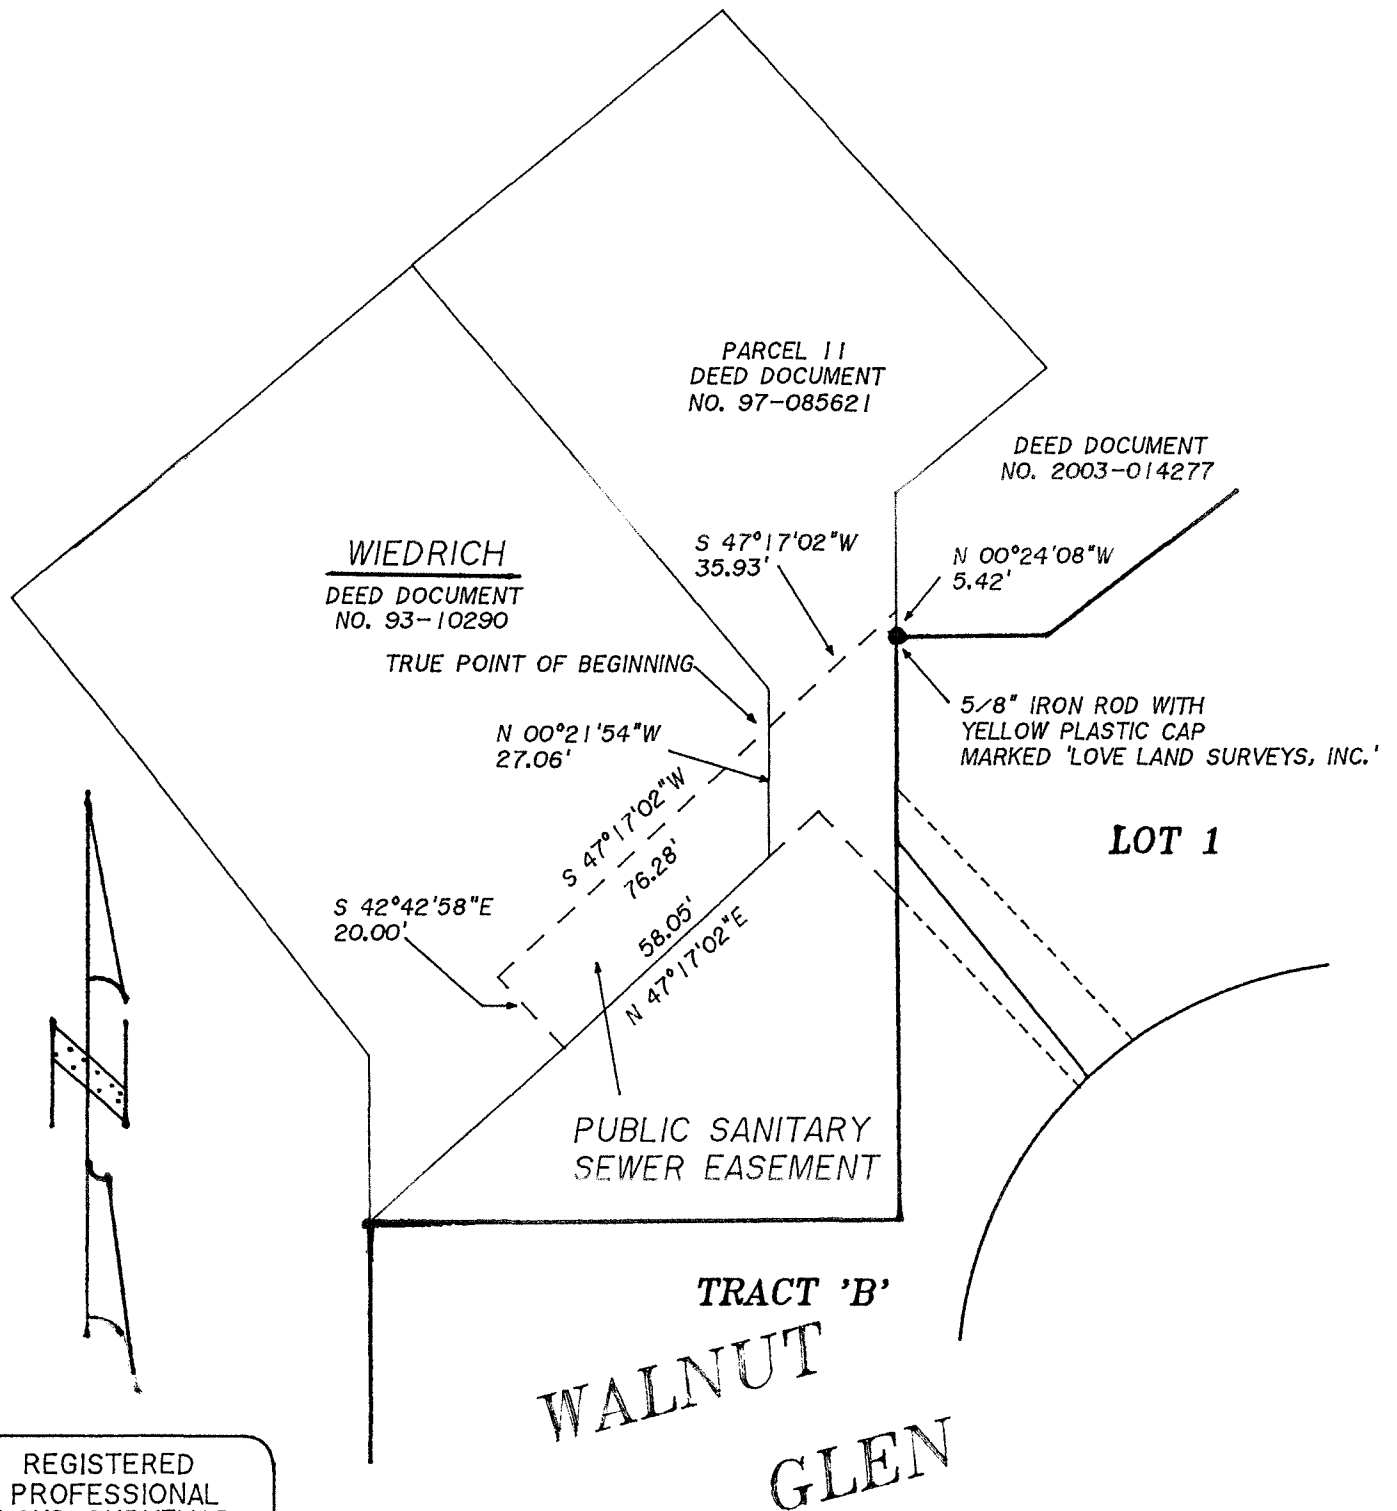 PARCEL II
DEED DOCUMENT
NO. 97-085621
DEED DOCUMENT
NO. 2003-014277
WIEDRICH
DEED DOCUMENT
NO. 93-10290
S 47°17'02"W
35.93'
N 00°24'08"W
5.42'
TRUE POINT OF BEGINNING
N 00°21'54"W
27.06'
5/8" IRON ROD WITH
YELLOW PLASTIC CAP
MARKED 'LOVE LAND SURVEYS, INC.'
S 47°17'02"W
76.28'
LOT 1
S 42°42'58"E
20.00'
58.05'
N 47°17'02"E
PUBLIC SANITARY
SEWER EASEMENT
TRACT 'B'
WALNUT
GLEN
REGISTERED
PROFESSIONAL